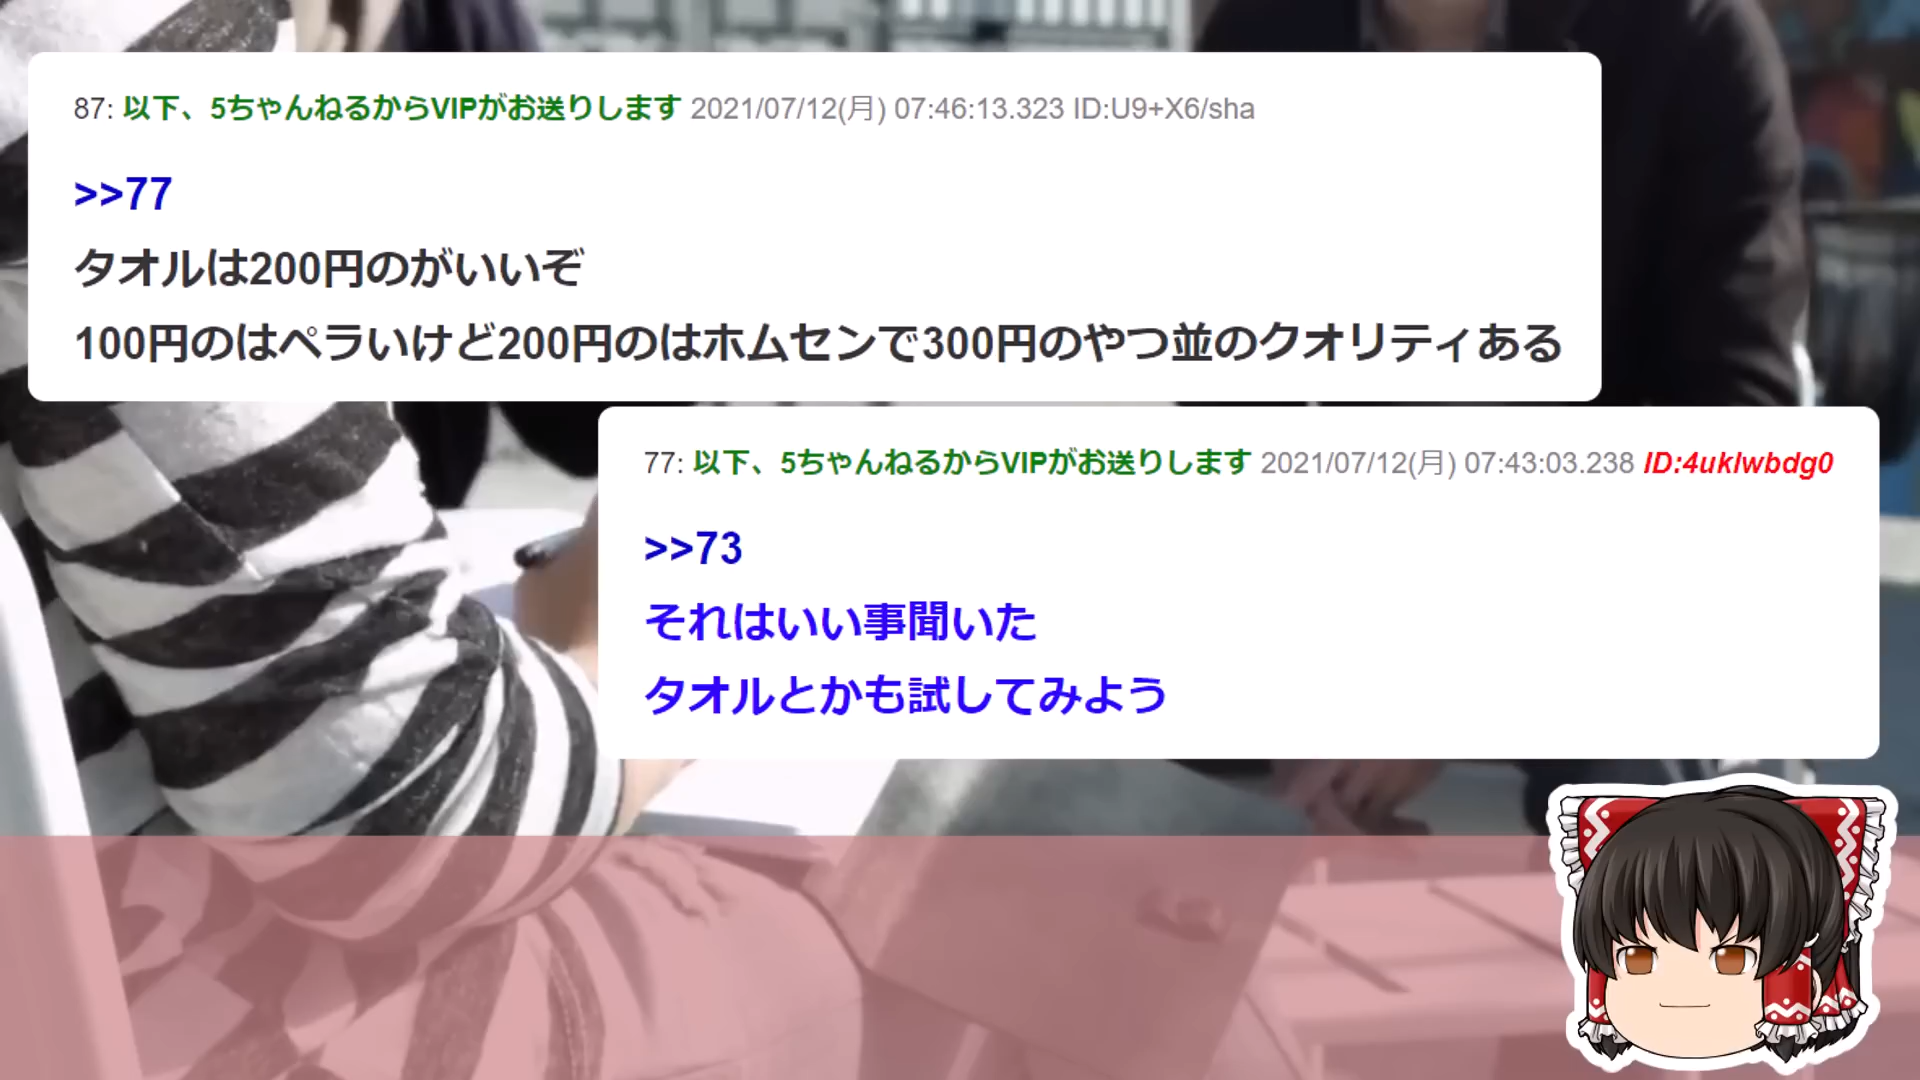 87: 以下、5ちゃんねるからVIPがお送りします 2021/07/12(月) 07:46:13.323 ID:U9+X6/sha
>>77
タオルは200円のがいいぞ
100円のはペラいけど200円のはホムセンで300円のやつ並のクオリティある
77: 以下、5ちゃんねるからVIPがお送りします 2021/07/12(月) 07:43:03.238 ID:4uklwbdg0
>>73
それはいい事聞いた
タオルとかも試してみよう